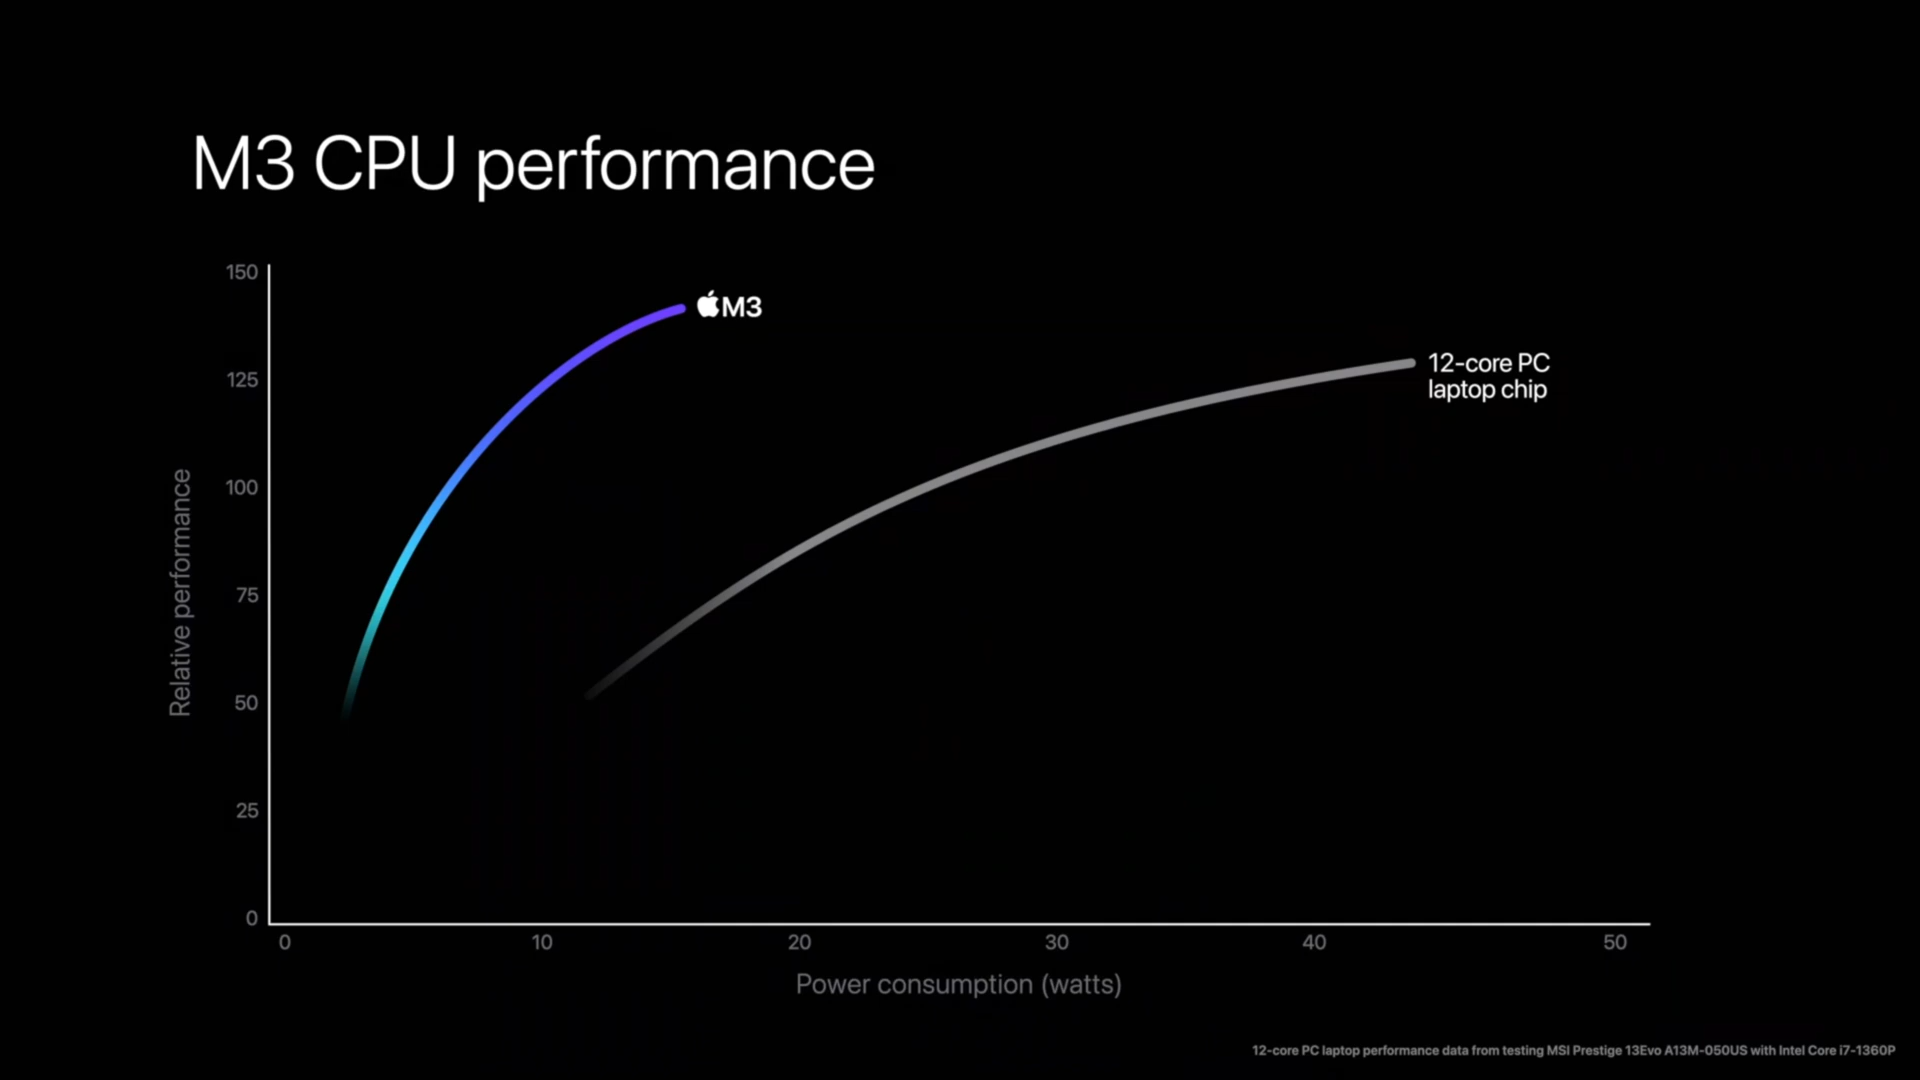 M3 CPU performance
150
125
100
75
50
25
0
Relative performance
M3
12-core PC
laptop chip
0 10 20 30 40 50
Power consumption (watts)
12-core PC laptop performance data from testing MSI Prestige 13Evo A13M-050US with Intel Core i7-1360P